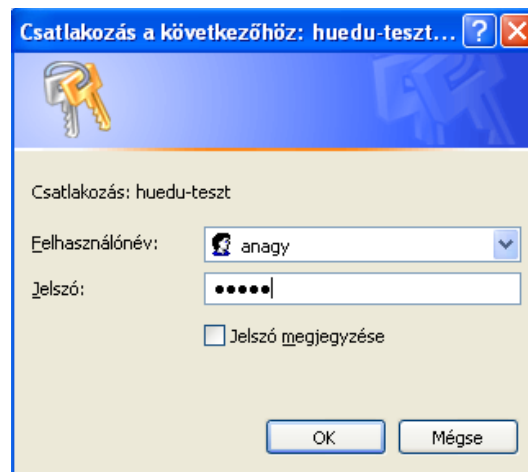 Csatlakozás a következőhöz: huedu-teszt...
Csatlakozás: huedu-teszt
Felhasználónév:
anagy
Jelszó:
•••••
Jelszó megjegyzése
OK
Mégse